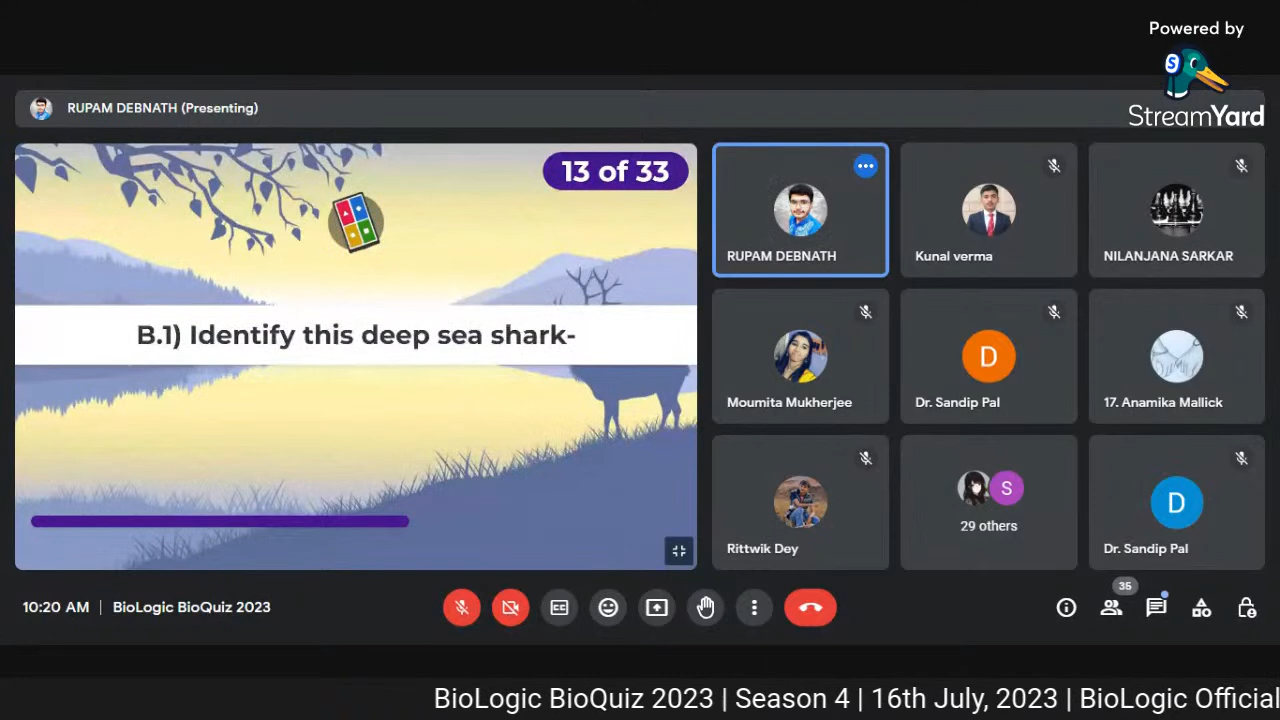 Powered by
S
StreamYard
RUPAM DEBNATH (Presenting)
13 of 33
B.1) Identify this deep sea shark-
RUPAM DEBNATH
Kunal verma
NILANJANA SARKAR
Moumita Mukherjee
D
Dr. Sandip Pal
17. Anamika Mallick
Rittwik Dey
S
29 others
D
Dr. Sandip Pal
10:20 AM | BioLogic BioQuiz 2023
CC
35
BioLogic BioQuiz 2023 | Season 4 | 16th July, 2023 | BioLogic Official